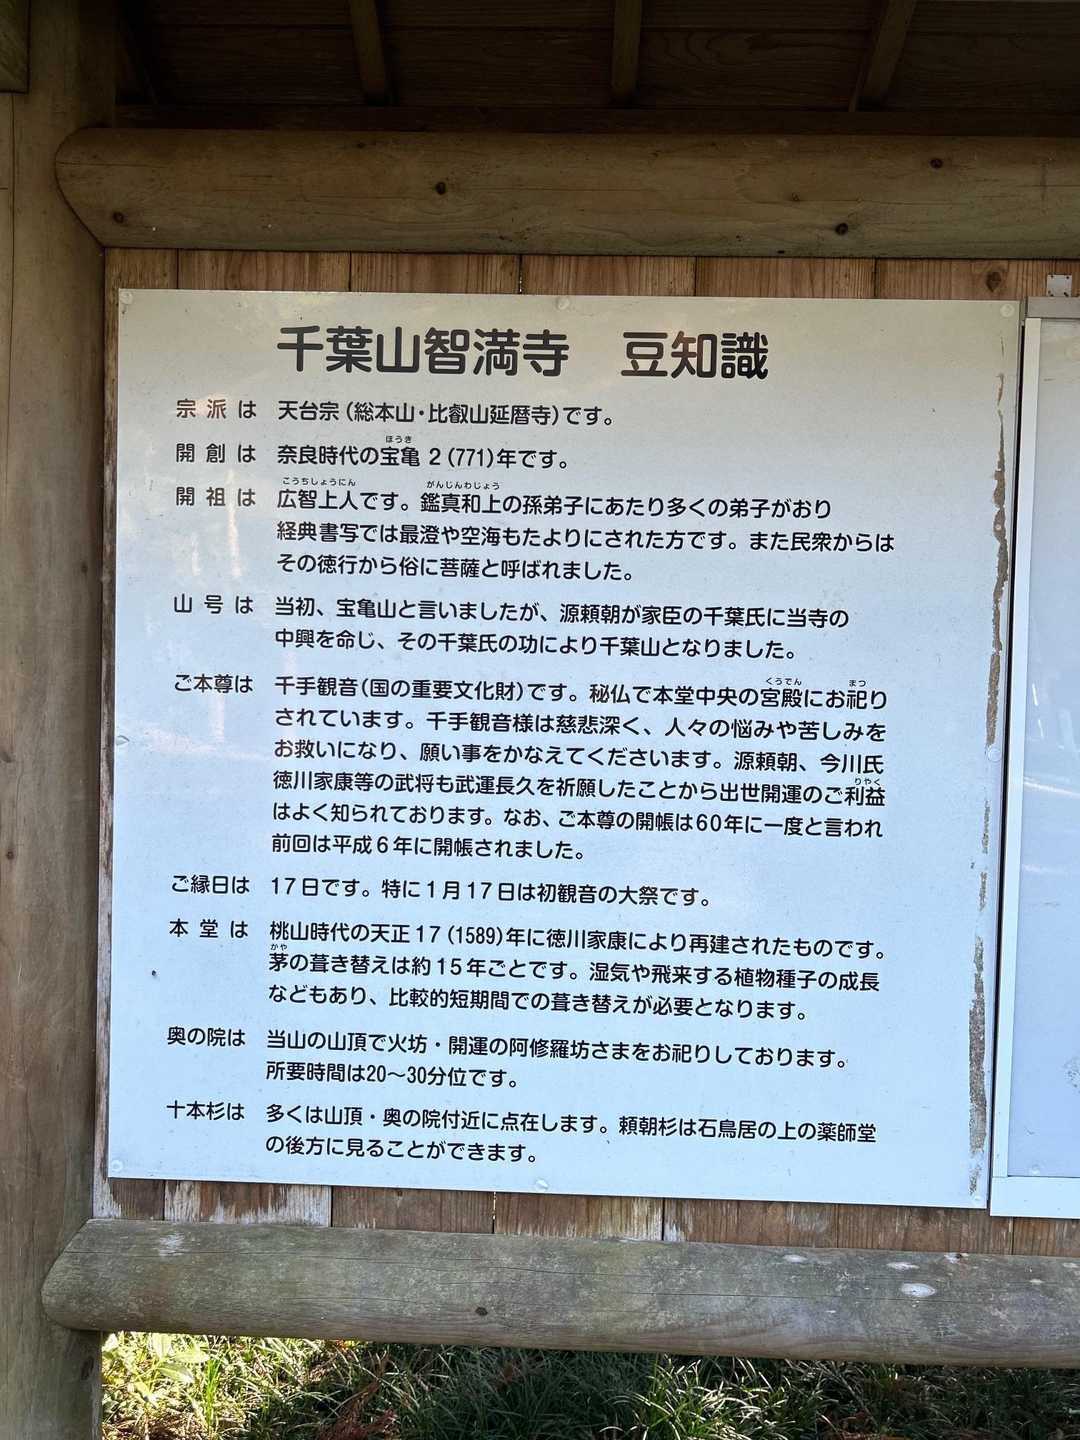 千葉山智満寺　豆知識
宗派は 天台宗（総本山・比叡山延暦寺）です。
ほうき
開創は 奈良時代の宝亀２(771)年です。
こうちしょうにん がんじんわじょう
開祖は 広智上人です。鑑真和上の孫弟子にあたり多くの弟子がおり
経典書写では最澄や空海もたよりにされた方です。また民衆からは
その徳行から俗に菩薩と呼ばれました。
山号は 当初、宝亀山と言いましたが、源頼朝が家臣の千葉氏に当寺の
中興を命じ、その千葉氏の功により千葉山となりました。
くうでん まつ
ご本尊は 千手観音（国の重要文化財）です。秘仏で本堂中央の宮殿にお祀り
されています。千手観音様は慈悲深く、人々の悩みや苦しみを
お救いになり、願い事をかなえてくださいます。源頼朝、今川氏
りやく
徳川家康等の武将も武運長久を祈願したことから出世開運のご利益
はよく知られております。なお、ご本尊の開帳は60年に一度と言われ
前回は平成６年に開帳されました。
ご縁日は 17日です。特に１月17日は初観音の大祭です。
本堂は 桃山時代の天正17(1589)年に徳川家康により再建されたものです。
かや
茅の葺き替えは約15年ごとです。湿気や飛来する植物種子の成長
などもあり、比較的短期間での葺き替えが必要となります。
奥の院は 当山の山頂で火坊・開運の阿修羅坊さまをお祀りしております。
所要時間は20〜30分位です。
十本杉は 多くは山頂・奥の院付近に点在します。頼朝杉は石鳥居の上の薬師堂
の後方に見ることができます。